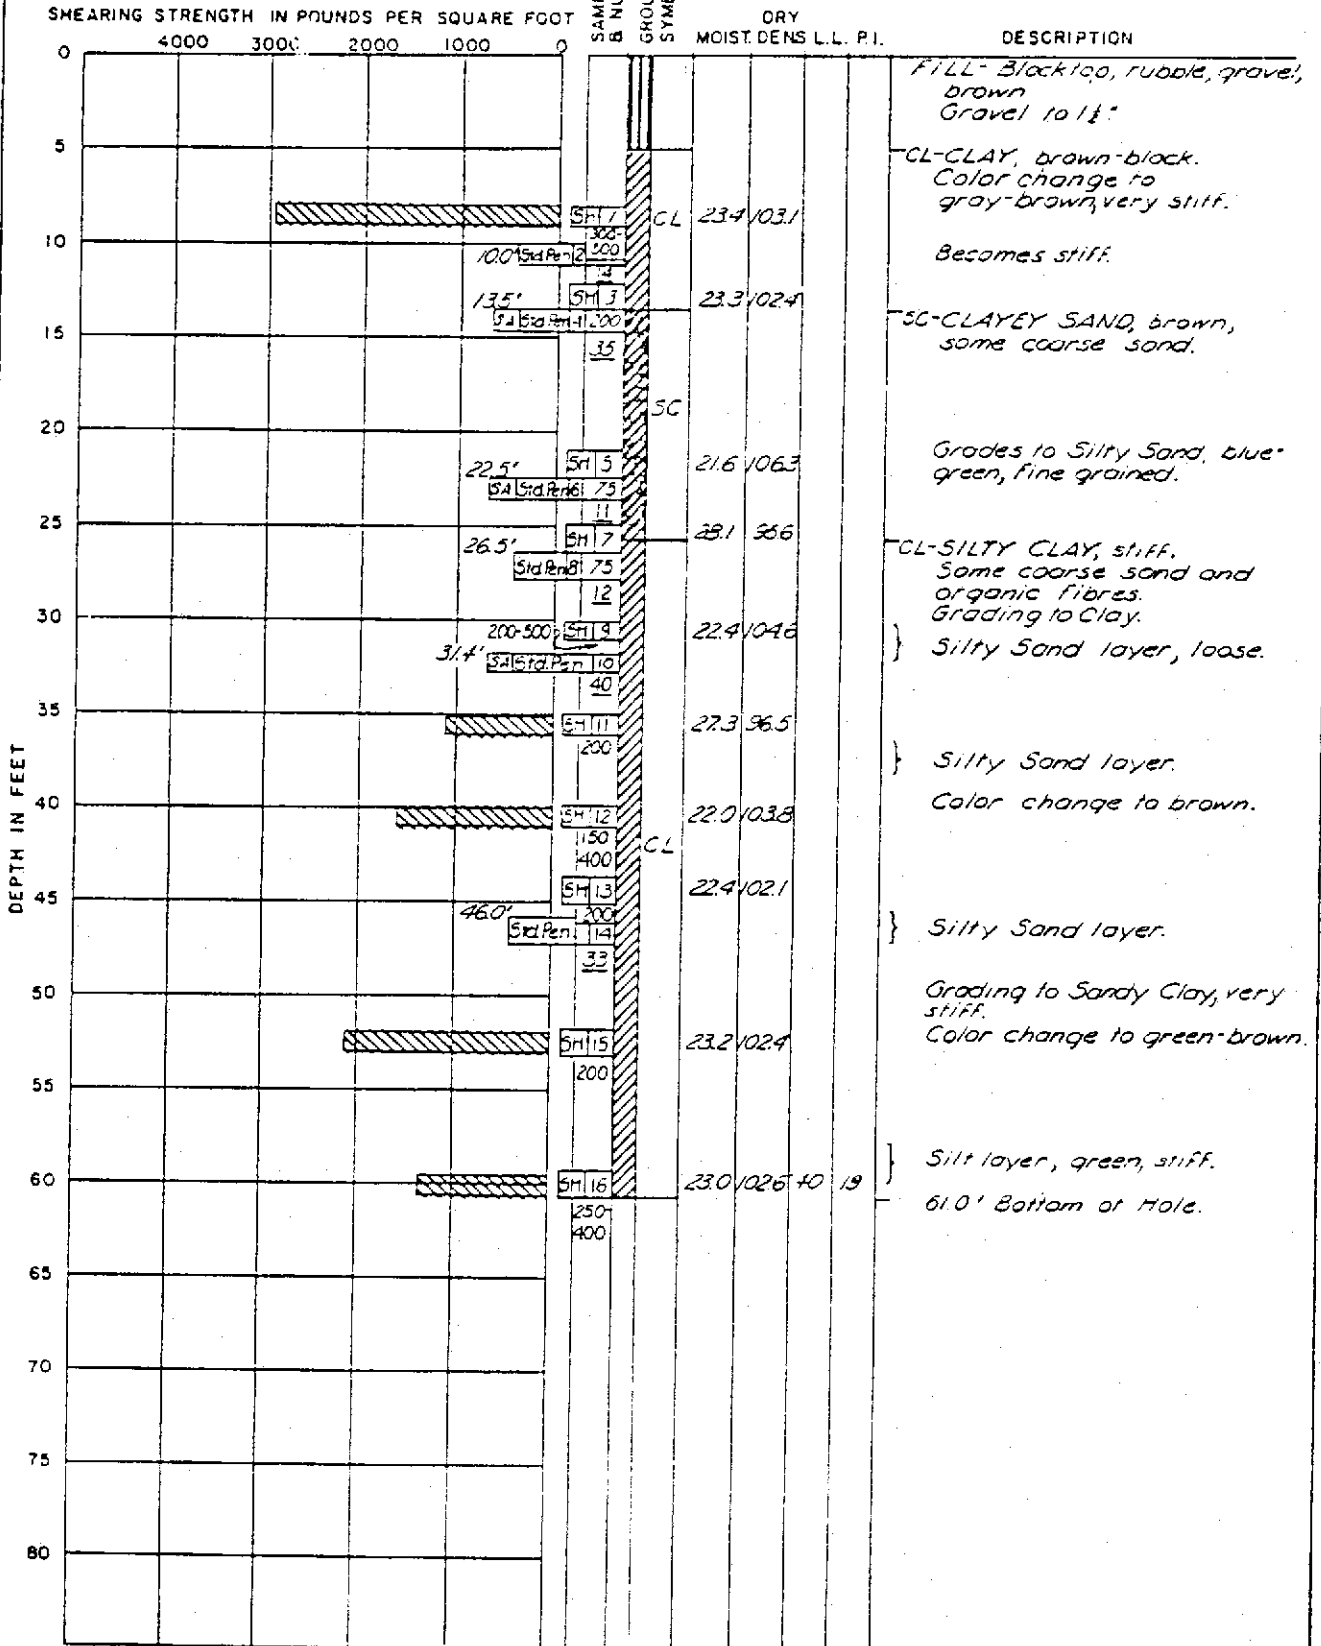 SHEARING STRENGTH IN POUNDS PER SQUARE FOOT
4000 3000 2000 1000 0
DRY
MOIST. DENS L.L. P.I.
DESCRIPTION
DEPTH IN FEET
0
FILL- Blacktop, rubble, gravel,
brown
Gravel to 1½"
5
CL-CLAY, brown-black.
Color change to
gray-brown, very stiff.
SH 1 CL 23.4 103.1
300-
500
10
10.0' Std.Pen 2
4
Becomes stiff.
SH 3 23.3 102.4
13.5'
SA Std.Pen 4 200
SC-CLAYEY SAND, brown,
some coarse sand.
15
35
SC
20
Grades to Silty Sand, blue-
green, fine grained.
SH 5 21.6 106.3
22.5'
SA Std.Pen 6 75
11
25
SH 7 28.1 96.6
26.5'
Std.Pen 8 75
12
CL-SILTY CLAY, stiff.
Some coarse sand and
organic fibres.
Grading to Clay.
30
200-500 SH 9 22.4 104.6
Silty Sand layer, loose.
31.4'
SA Std.Pen 10
40
35
SH 11 27.3 96.5
200
Silty Sand layer.
40
Color change to brown.
SH 12 22.0 103.8
150
400
CL
45
SH 13 22.4 102.1
200
46.0'
Std.Pen. 14
33
Silty Sand layer.
50
Grading to Sandy Clay, very
stiff.
Color change to green-brown.
SH 15 23.2 102.4
200
55
Silt layer, green, stiff.
60
SH 16 23.0 102.6 40 19
61.0' Bottom of Hole.
250-
400
65
70
75
80